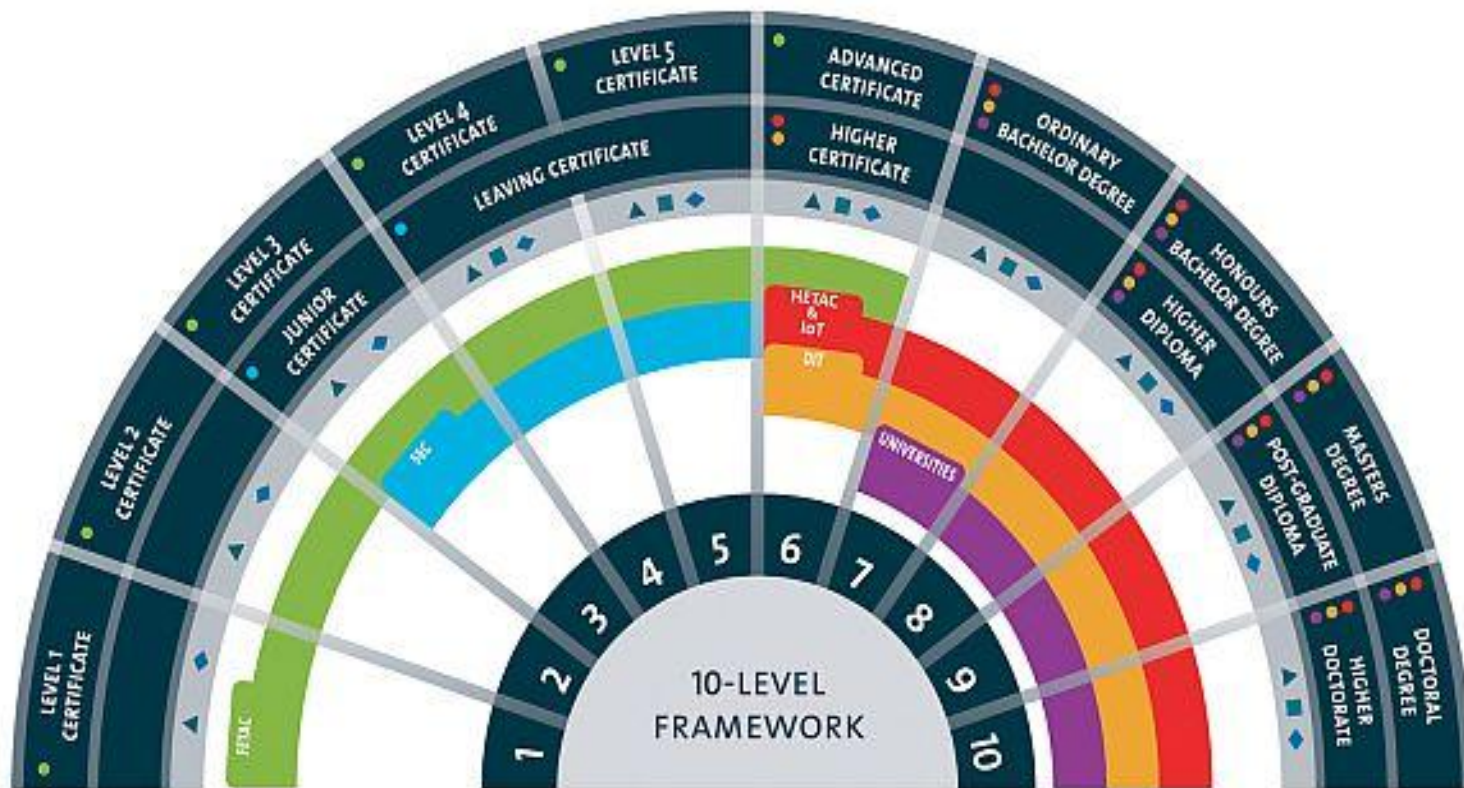 LEVEL 1
CERTIFICATE
LEVEL 2
CERTIFICATE
LEVEL 3
CERTIFICATE
JUNIOR
CERTIFICATE
LEVEL 4
CERTIFICATE
LEVEL 5
CERTIFICATE
LEAVING CERTIFICATE
ADVANCED
CERTIFICATE
HIGHER
CERTIFICATE
ORDINARY
BACHELOR DEGREE
HONOURS
BACHELOR DEGREE
HIGHER
DIPLOMA
MASTERS
DEGREE
POST-GRADUATE
DIPLOMA
DOCTORAL
DEGREE
HIGHER
DOCTORATE
FETAC
SEC
HETAC
&
IoT
DIT
UNIVERSITIES
1
2
3
4
5
6
7
8
9
10
10-LEVEL
FRAMEWORK